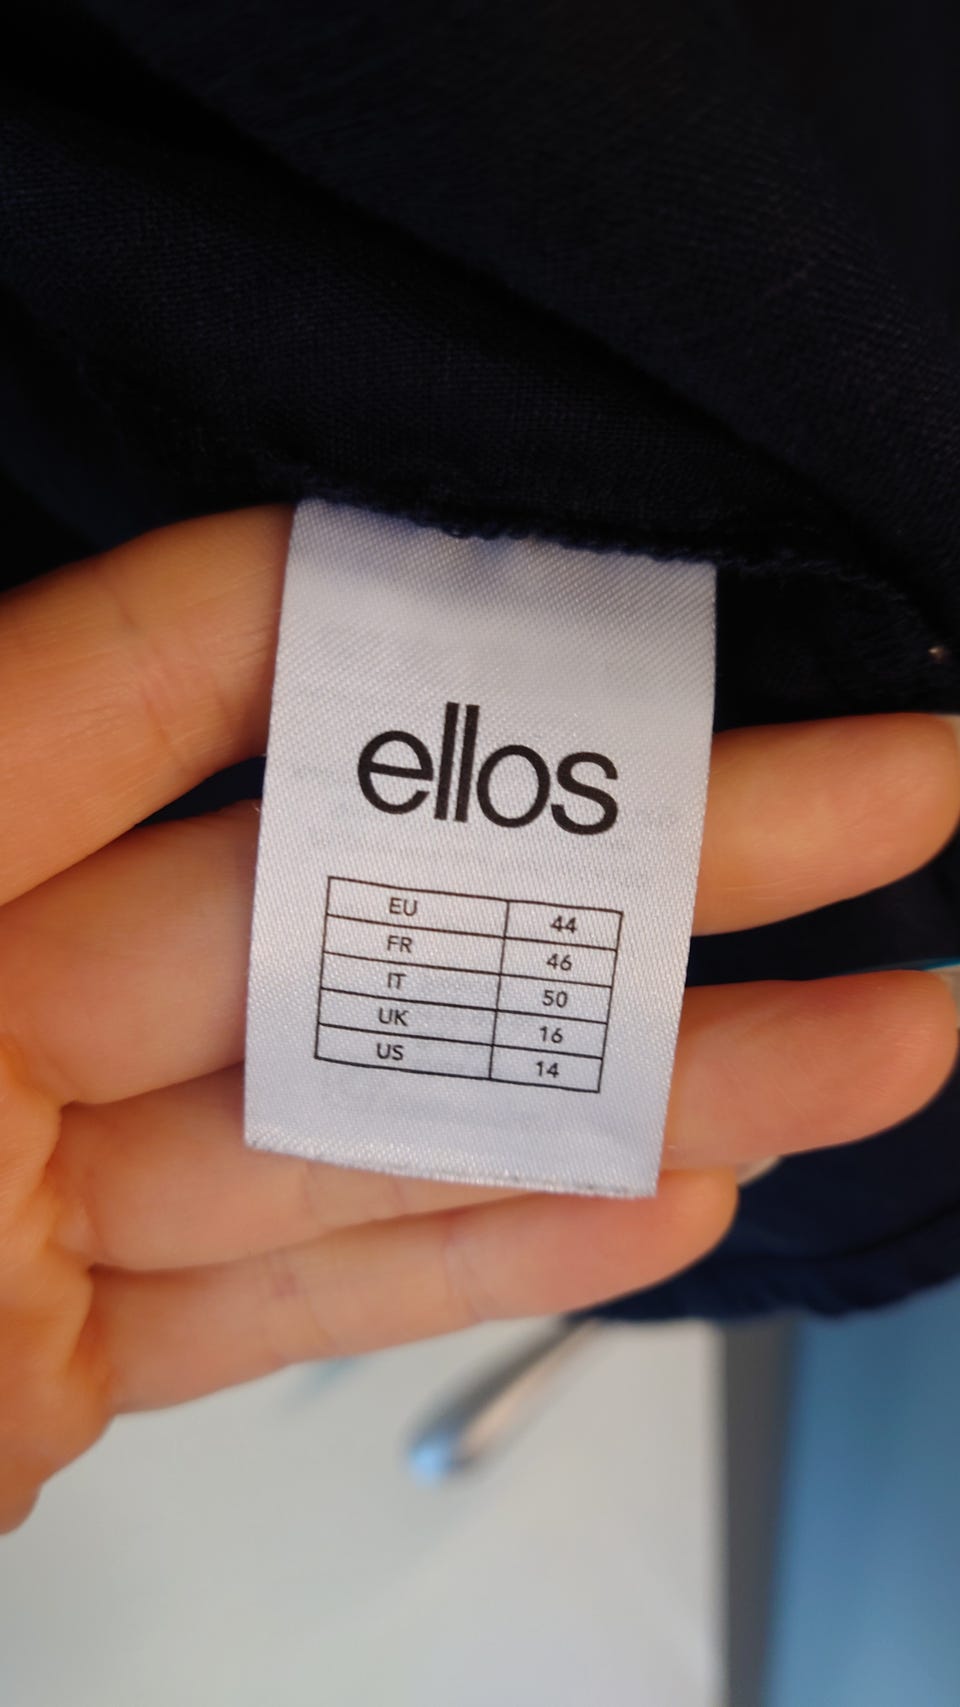 ellos
EU 44
FR 46
IT 50
UK 16
US 14